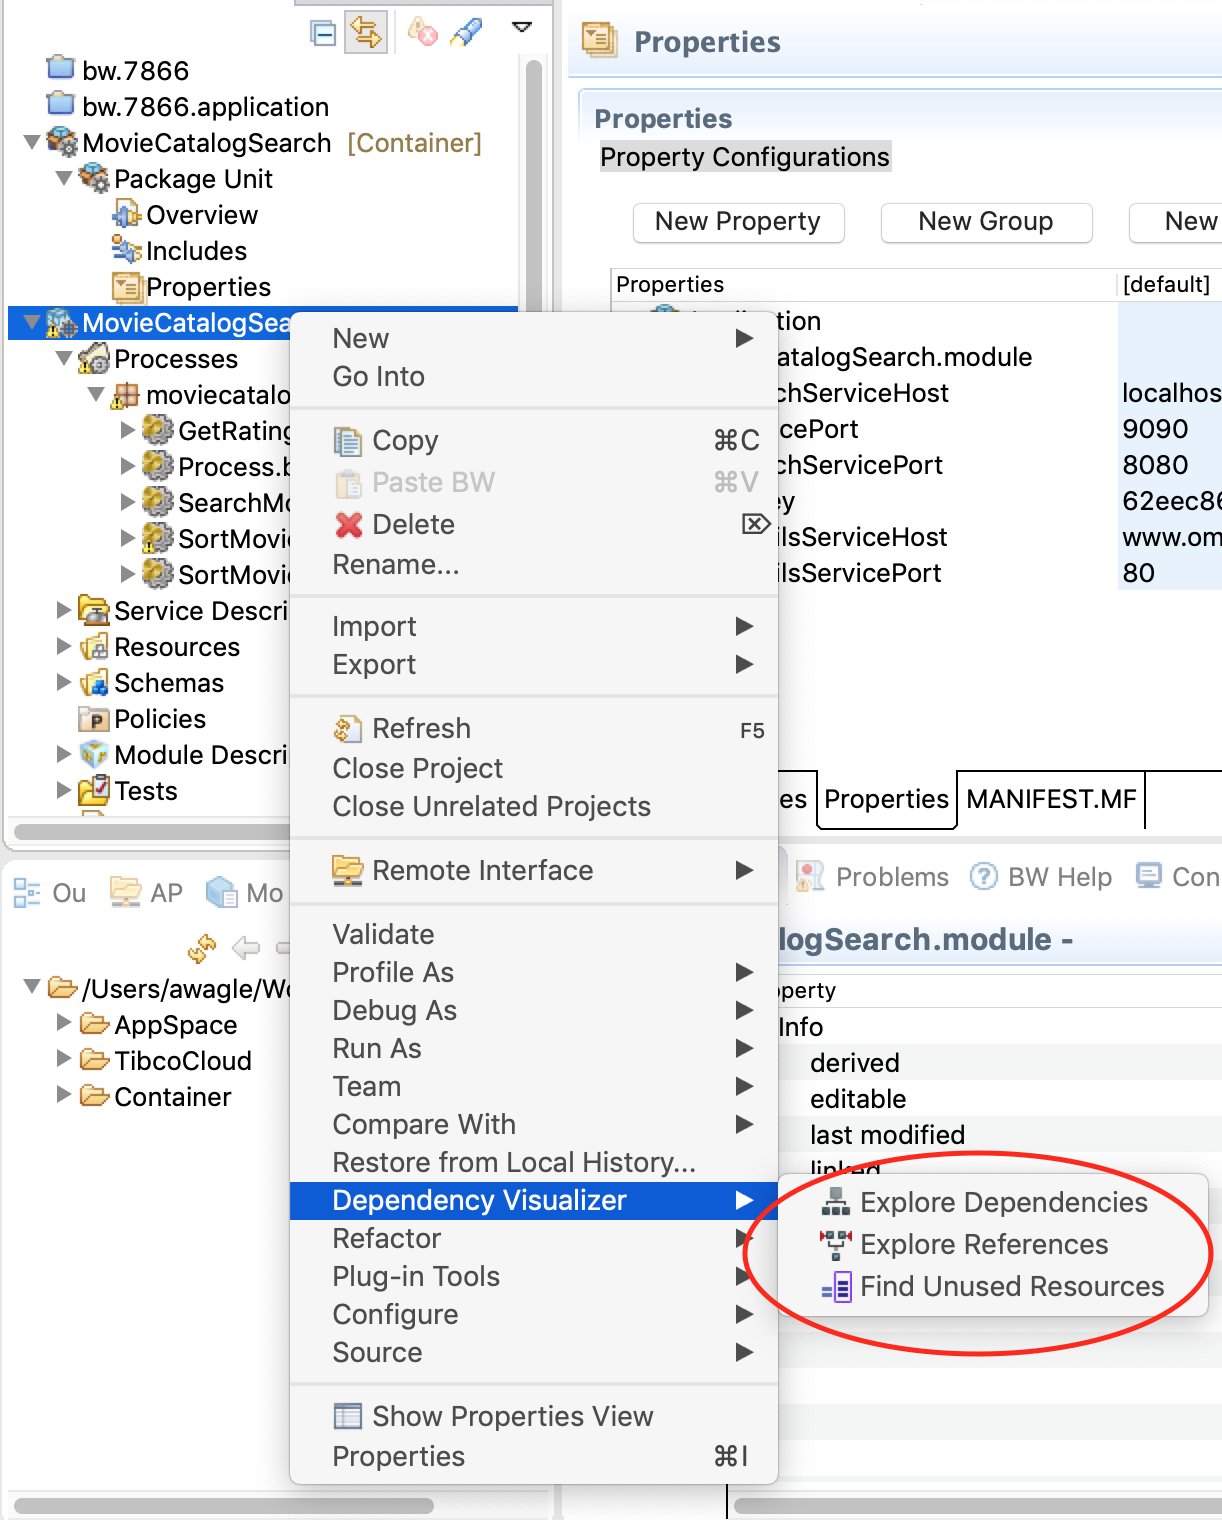 bw.7866
bw.7866.application
MovieCatalogSearch [Container]
Package Unit
Overview
Includes
Properties
MovieCatalogSea
Processes
moviecatalo
GetRating
Process.b
SearchMo
SortMovie
SortMovie
Service Descri
Resources
Schemas
Policies
Module Descri
Tests
Ou
AP
Mo
/Users/awagle/Wo
AppSpace
TibcoCloud
Container
New
Go Into
Copy ⌘C
Paste BW ⌘V
Delete ⌦
Rename...
Import
Export
Refresh F5
Close Project
Close Unrelated Projects
Remote Interface
Validate
Profile As
Debug As
Run As
Team
Compare With
Restore from Local History...
Dependency Visualizer
Refactor
Plug-in Tools
Configure
Source
Show Properties View
Properties ⌘I
Explore Dependencies
Explore References
Find Unused Resources
Properties
Properties
Property Configurations
New Property
New Group
New
Properties [default]
tion
atalogSearch.module
chServiceHost localhos
cePort 9090
chServicePort 8080
ey 62eec86
ilsServiceHost www.om
ilsServicePort 80
es
Properties
MANIFEST.MF
Problems
BW Help
Con
logSearch.module -
perty
Info
derived
editable
last modified
linked